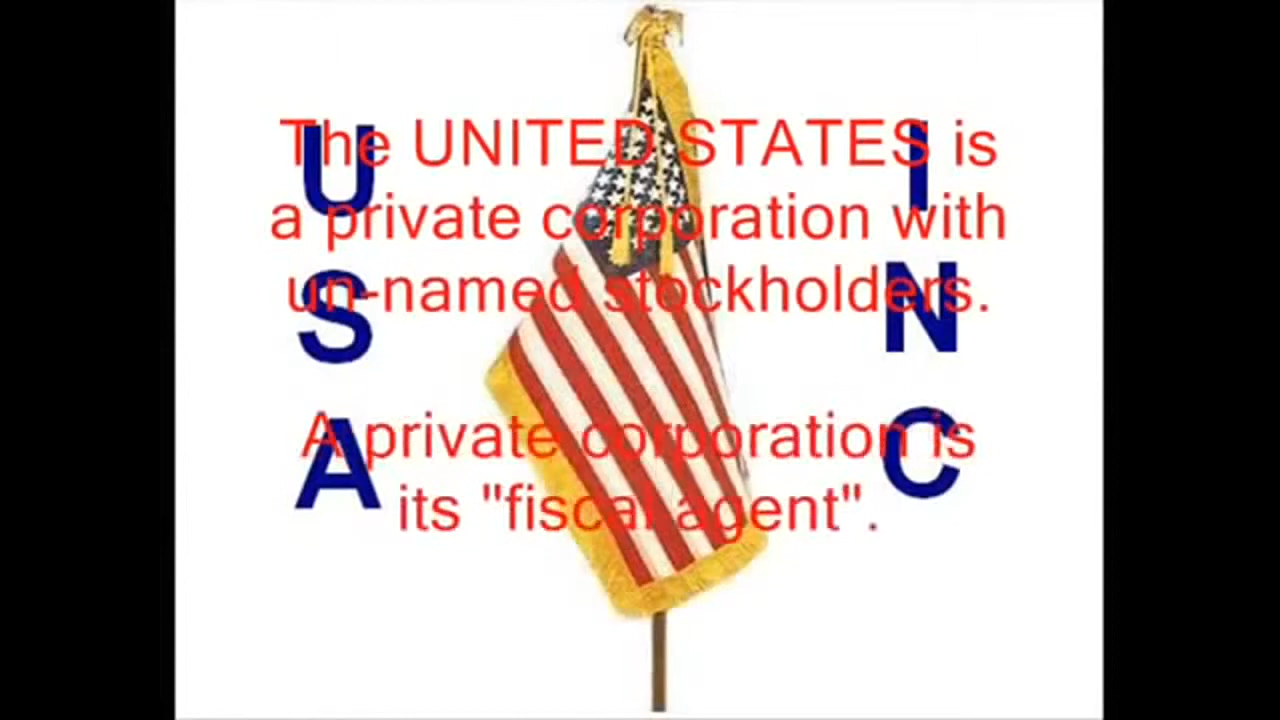 The UNITED STATES is
a private corporation with
un-named stockholders.
A private corporation is
its "fiscal agent".
U
S
A
I
N
C